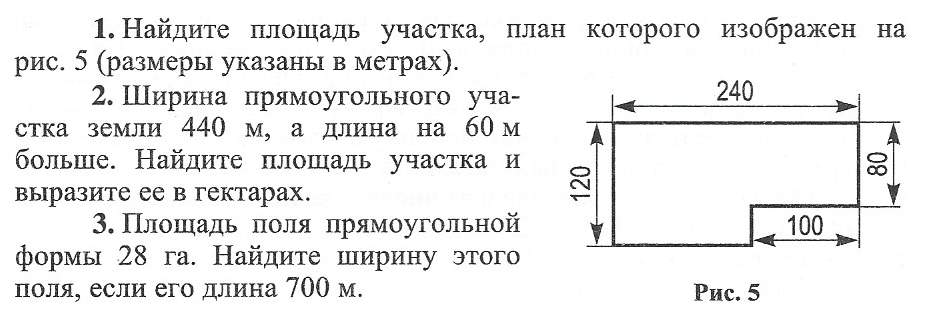 1. Найдите площадь участка, план которого изображен на
рис. 5 (размеры указаны в метрах).
2. Ширина прямоугольного уча-
стка земли 440 м, а длина на 60 м
больше. Найдите площадь участка и
выразите ее в гектарах.
3. Площадь поля прямоугольной
формы 28 га. Найдите ширину этого
поля, если его длина 700 м.
240
120
80
100
Рис. 5